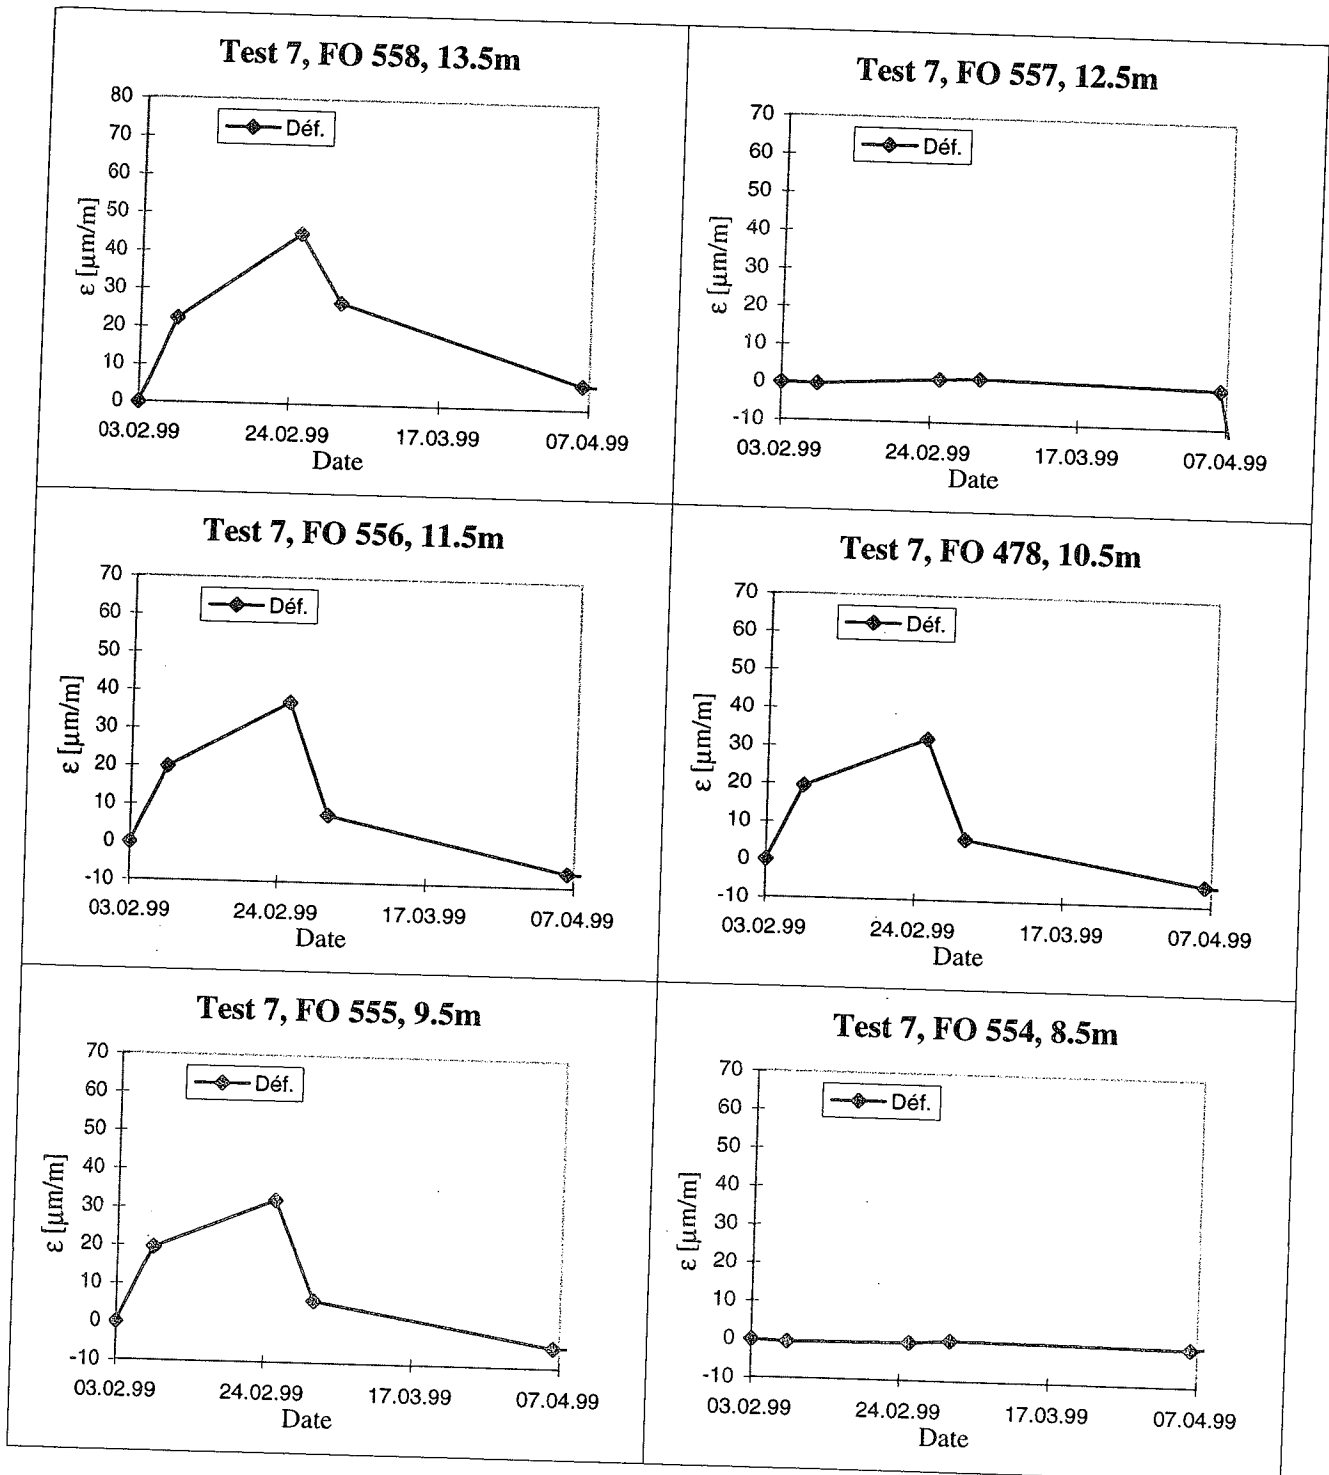 Test 7, FO 558, 13.5m
80
70
60
50
40
30
20
10
0
ε [µm/m]
Déf.
03.02.99 24.02.99 17.03.99 07.04.99
Date
Test 7, FO 557, 12.5m
70
60
50
40
30
20
10
0
-10
ε [µm/m]
Déf.
03.02.99 24.02.99 17.03.99 07.04.99
Date
Test 7, FO 556, 11.5m
70
60
50
40
30
20
10
0
-10
ε [µm/m]
Déf.
03.02.99 24.02.99 17.03.99 07.04.99
Date
Test 7, FO 478, 10.5m
70
60
50
40
30
20
10
0
-10
ε [µm/m]
Déf.
03.02.99 24.02.99 17.03.99 07.04.99
Date
Test 7, FO 555, 9.5m
70
60
50
40
30
20
10
0
-10
ε [µm/m]
Déf.
03.02.99 24.02.99 17.03.99 07.04.99
Date
Test 7, FO 554, 8.5m
70
60
50
40
30
20
10
0
-10
ε [µm/m]
Déf.
03.02.99 24.02.99 17.03.99 07.04.99
Date